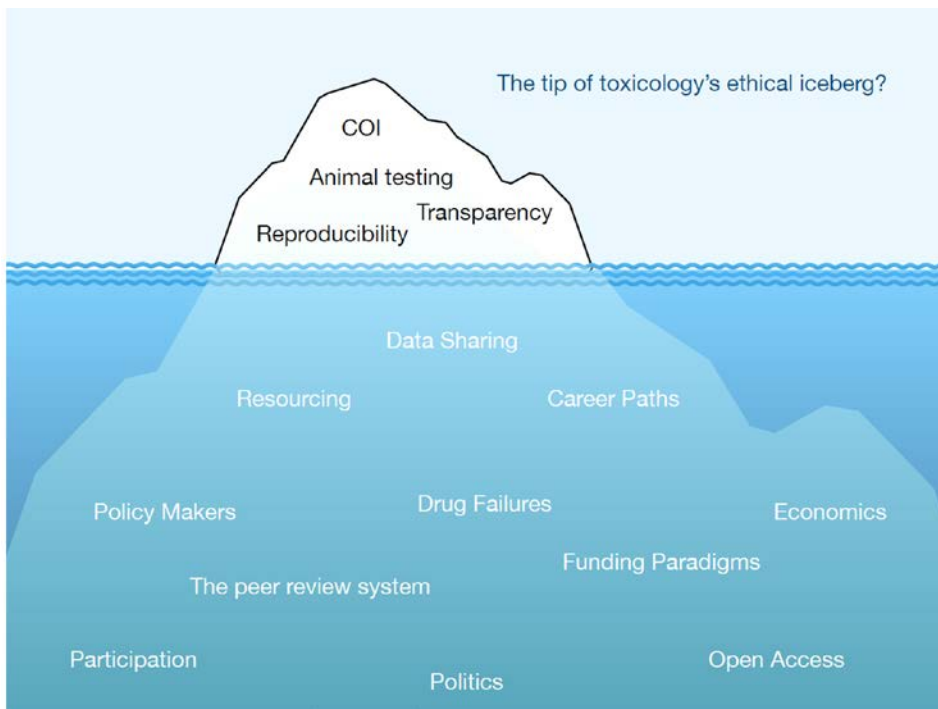 The tip of toxicology's ethical iceberg?
COI
Animal testing
Transparency
Reproducibility
Data Sharing
Resourcing
Career Paths
Policy Makers
Drug Failures
Economics
Funding Paradigms
The peer review system
Participation
Open Access
Politics